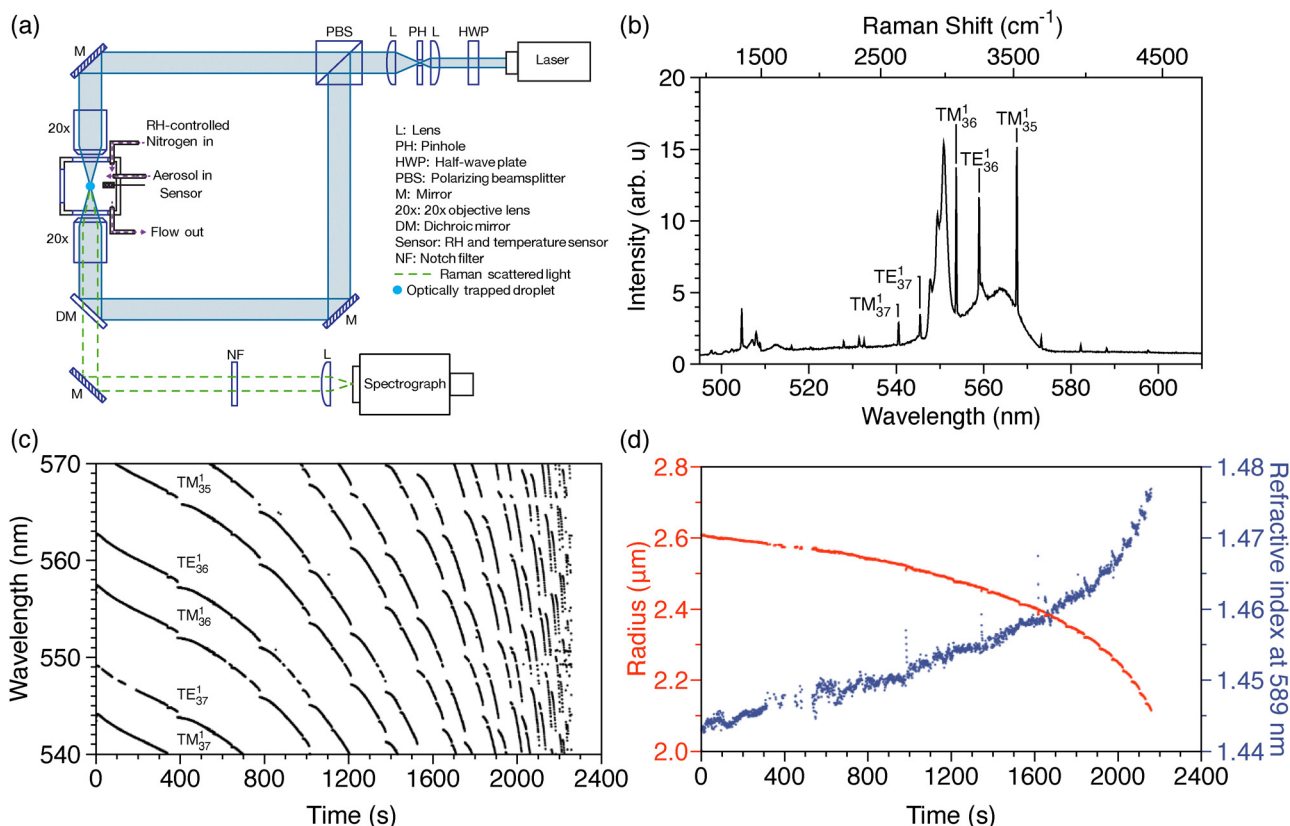 (a)
M
PBS
L
PH
L
HWP
Laser
20x
RH-controlled
Nitrogen in
Aerosol in
Sensor
Flow out
20x
DM
M
M
NF
L
Spectrograph
L: Lens
PH: Pinhole
HWP: Half-wave plate
PBS: Polarizing beamsplitter
M: Mirror
20x: 20x objective lens
DM: Dichroic mirror
Sensor: RH and temperature sensor
NF: Notch filter
Raman scattered light
Optically trapped droplet
(b)
Raman Shift (cm⁻¹)
1500 2500 3500 4500
Intensity (arb. u)
20
15
10
5
0
TM¹₃₆
TM¹₃₅
TE¹₃₆
TE¹₃₇
TM¹₃₇
500 520 540 560 580 600
Wavelength (nm)
(c)
Wavelength (nm)
570
560
550
540
TM¹₃₅
TE¹₃₆
TM¹₃₆
TE¹₃₇
TM¹₃₇
0 400 800 1200 1600 2000 2400
Time (s)
(d)
Radius (µm)
2.8
2.6
2.4
2.2
2.0
1.48
1.47
1.46
1.45
1.44
Refractive index at 589 nm
0 400 800 1200 1600 2000 2400
Time (s)